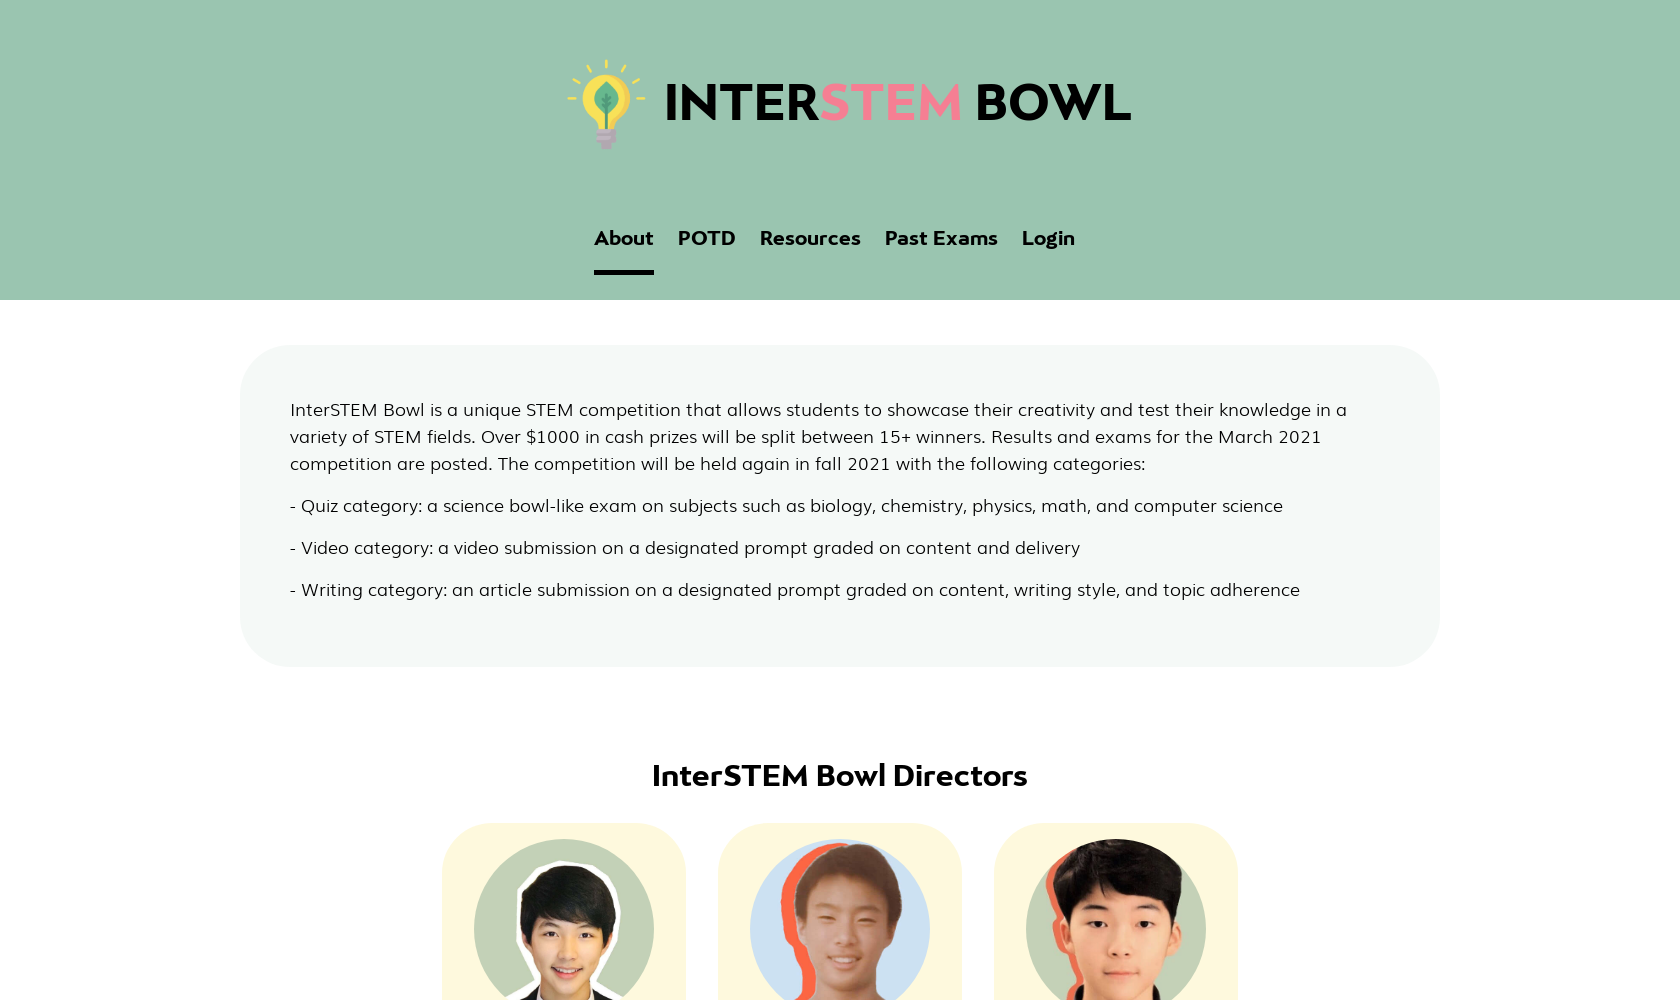 INTERSTEM BOWL
About POTD Resources Past Exams Login
InterSTEM Bowl is a unique STEM competition that allows students to showcase their creativity and test their knowledge in a
variety of STEM fields. Over $1000 in cash prizes will be split between 15+ winners. Results and exams for the March 2021
competition are posted. The competition will be held again in fall 2021 with the following categories:
- Quiz category: a science bowl-like exam on subjects such as biology, chemistry, physics, math, and computer science
- Video category: a video submission on a designated prompt graded on content and delivery
- Writing category: an article submission on a designated prompt graded on content, writing style, and topic adherence
InterSTEM Bowl Directors